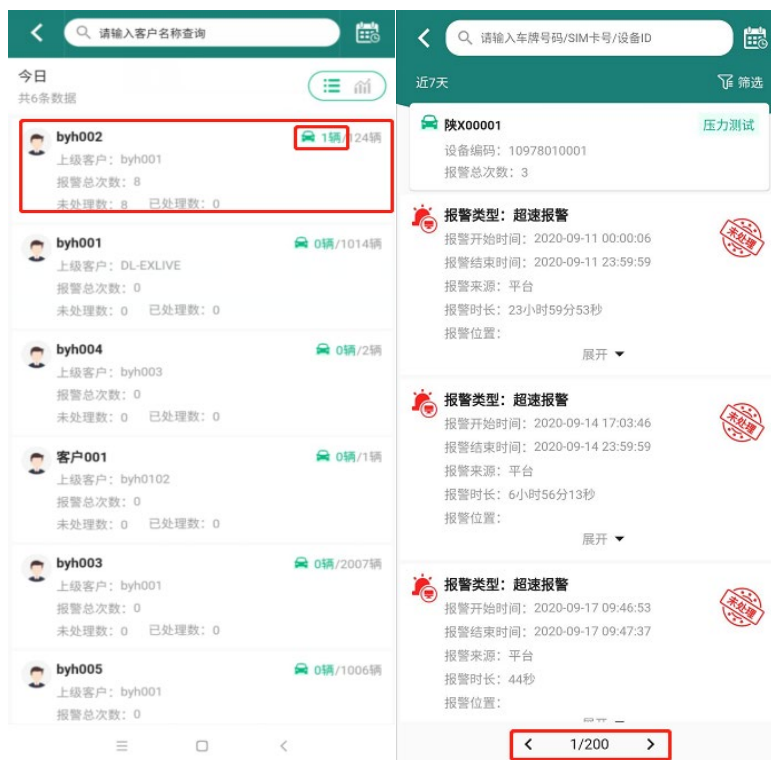 请输入客户名称查询
今日
共6条数据
byh002
1辆/124辆
上级客户：byh001
报警总次数：8
未处理数：8 已处理数：0
byh001
0辆/1014辆
上级客户：DL-EXLIVE
报警总次数：0
未处理数：0 已处理数：0
byh004
0辆/2辆
上级客户：byh003
报警总次数：0
未处理数：0 已处理数：0
客户001
0辆/1辆
上级客户：byh0102
报警总次数：0
未处理数：0 已处理数：0
byh003
0辆/2007辆
上级客户：byh001
报警总次数：0
未处理数：0 已处理数：0
byh005
0辆/1006辆
上级客户：byh001
报警总次数：0
请输入车牌号码/SIM卡号/设备ID
近7天
筛选
陕X00001
压力测试
设备编码：10978010001
报警总次数：3
报警类型：超速报警
未处理
报警开始时间：2020-09-11 00:00:06
报警结束时间：2020-09-11 23:59:59
报警来源：平台
报警时长：23小时59分53秒
报警位置：
展开
报警类型：超速报警
未处理
报警开始时间：2020-09-14 17:03:46
报警结束时间：2020-09-14 23:59:59
报警来源：平台
报警时长：6小时56分13秒
报警位置：
展开
报警类型：超速报警
未处理
报警开始时间：2020-09-17 09:46:53
报警结束时间：2020-09-17 09:47:37
报警来源：平台
报警时长：44秒
报警位置：
1/200